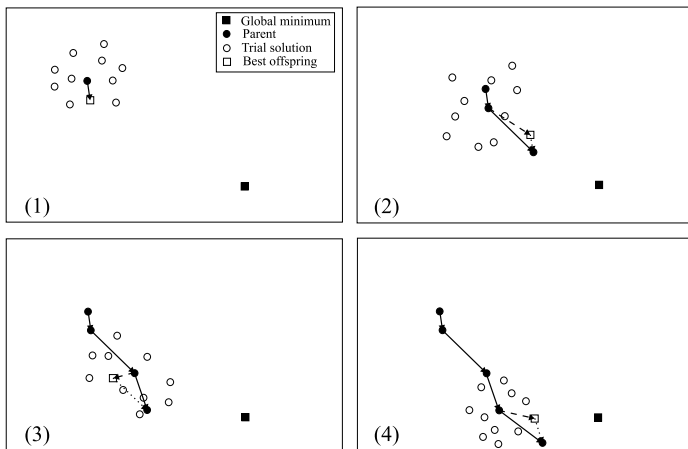 Global minimum
Parent
Trial solution
Best offspring
(1)
(2)
(3)
(4)